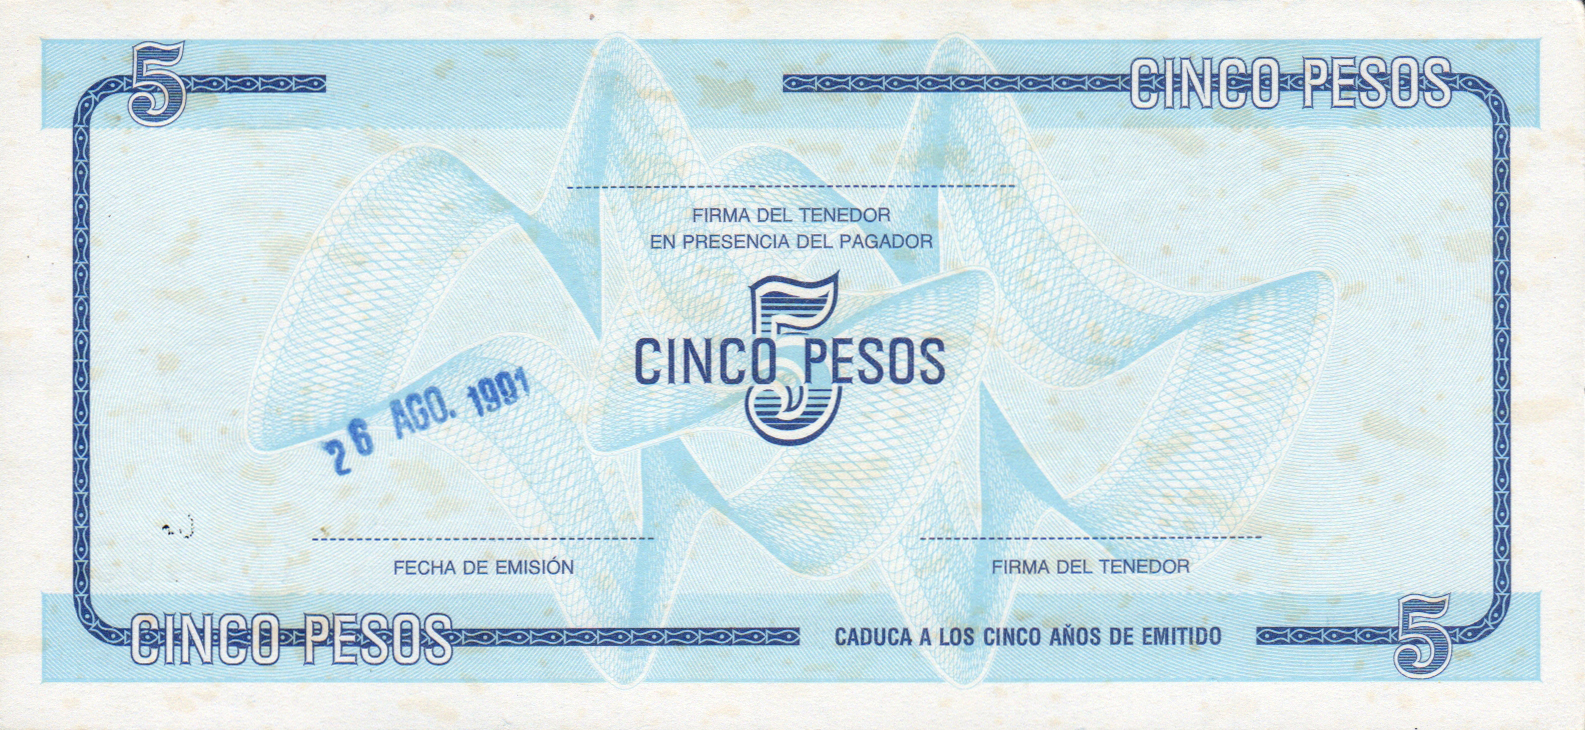 5
CINCO PESOS
FIRMA DEL TENEDOR
EN PRESENCIA DEL PAGADOR
5
CINCO PESOS
26 AGO. 1991
FECHA DE EMISIÓN
FIRMA DEL TENEDOR
CINCO PESOS
CADUCA A LOS CINCO AÑOS DE EMITIDO
5